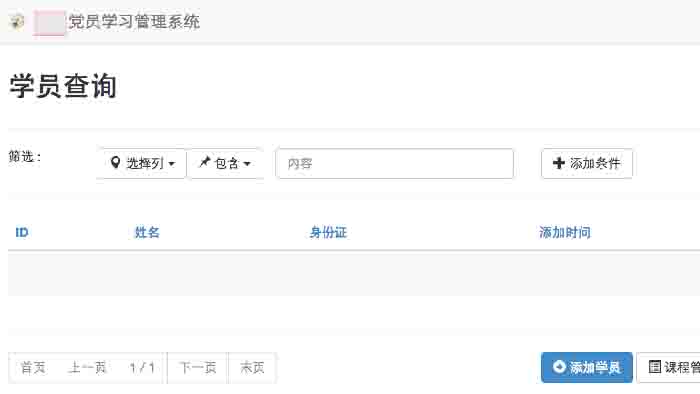 党员学习管理系统
学员查询
筛选： 选择列 包含 内容 添加条件
ID 姓名 身份证 添加时间
首页 上一页 1 / 1 下一页 末页 添加学员 课程管